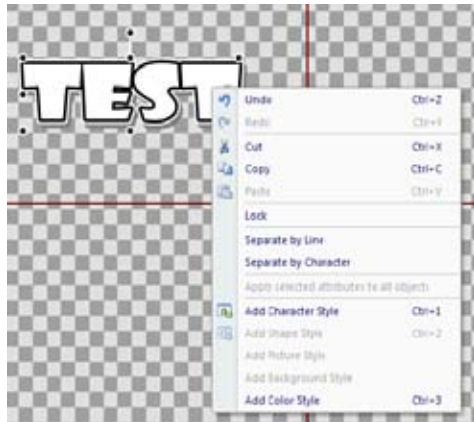 TEST
Undo Ctrl+Z
Redo Ctrl+Y
Cut Ctrl+X
Copy Ctrl+C
Paste Ctrl+V
Lock
Separate by Line
Separate by Character
Apply selected attributes to all objects
Add Character Style Ctrl+1
Add Shape Style Ctrl+2
Add Picture Style
Add Background Style
Add Color Style Ctrl+3